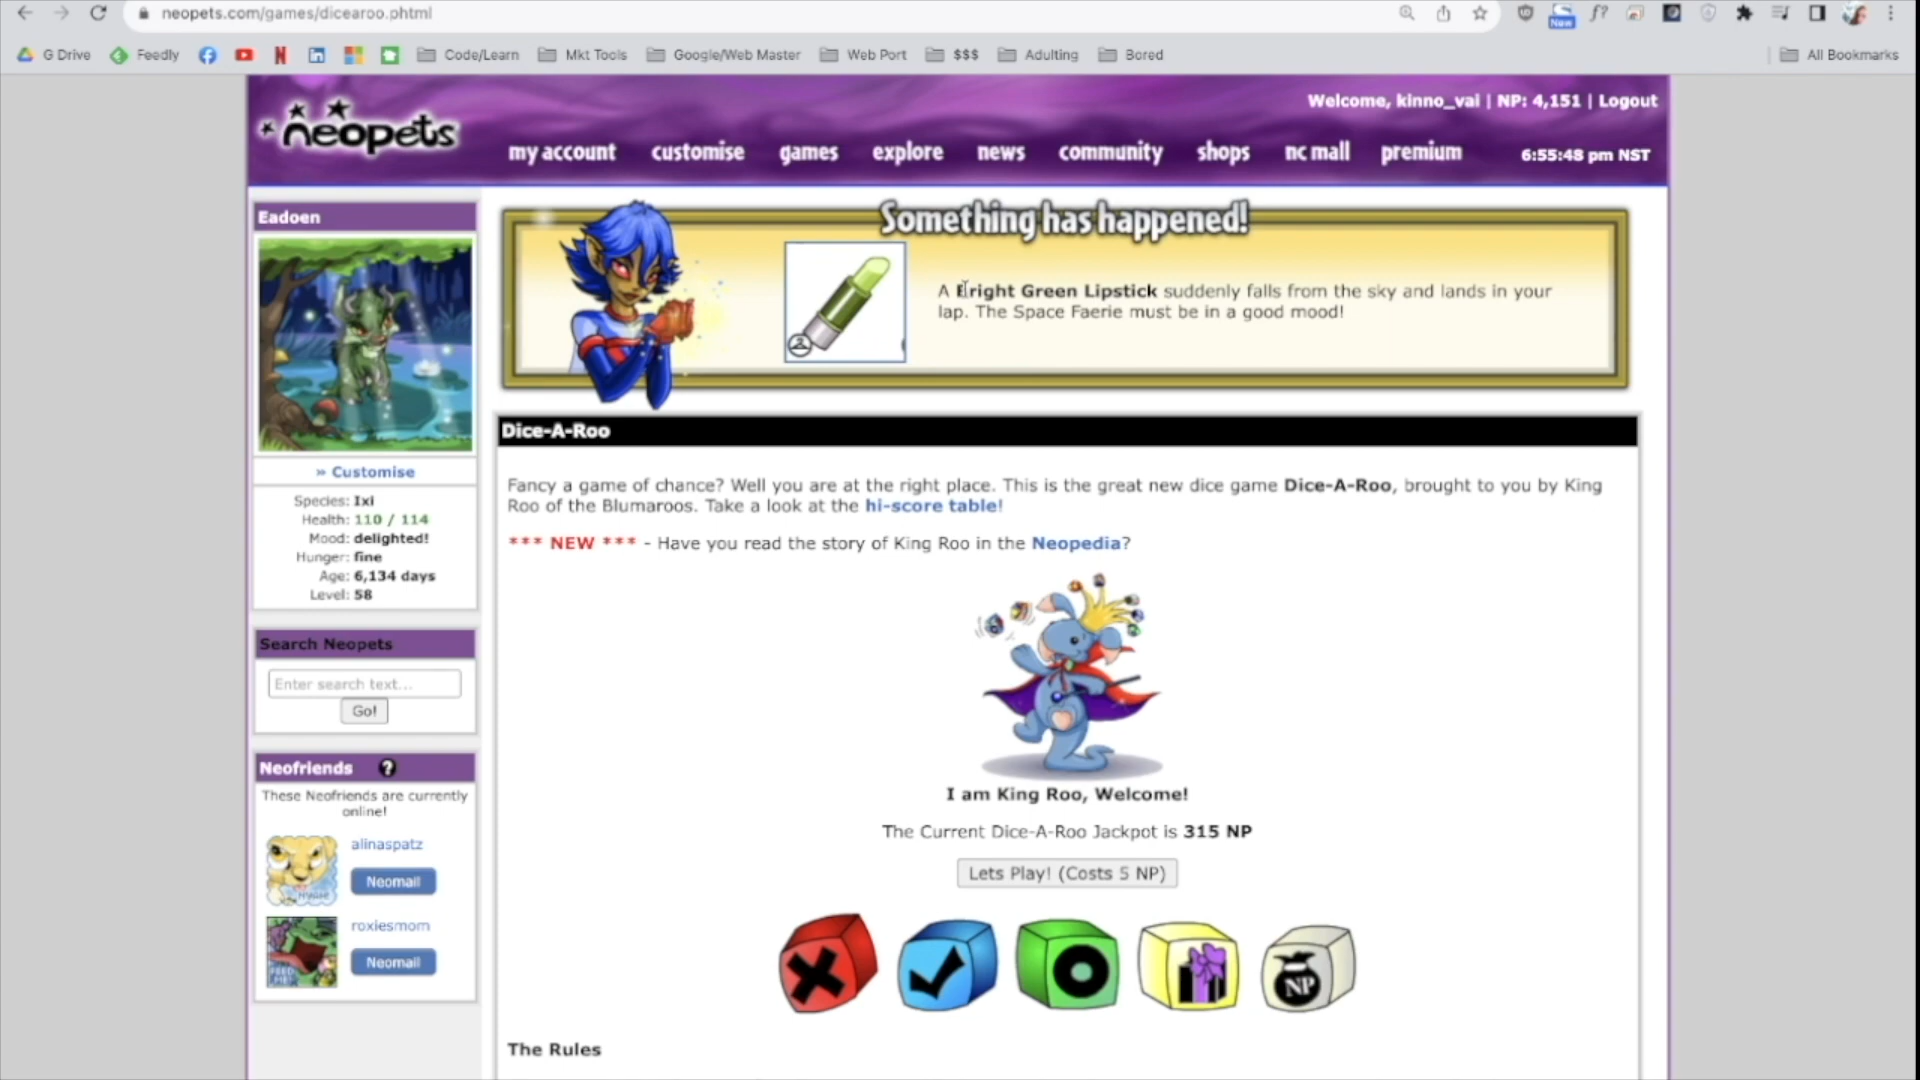 neopets.com/games/dicearoo.phtml
New
G Drive
Feedly
Code/Learn
Mkt Tools
Google/Web Master
Web Port
$$$
Adulting
Bored
All Bookmarks
neopets
Welcome, kinno_vai | NP: 4,151 | Logout
my account
customise
games
explore
news
community
shops
nc mall
premium
6:55:48 pm NST
Eadoen
» Customise
Species: Ixi
Health: 110 / 114
Mood: delighted!
Hunger: fine
Age: 6,134 days
Level: 58
Search Neopets
Enter search text...
Go!
Neofriends ?
These Neofriends are currently
online!
alinaspatz
Neomail
roxiesmom
Neomail
FEED
ME!
Something has happened!
A Bright Green Lipstick suddenly falls from the sky and lands in your
lap. The Space Faerie must be in a good mood!
Dice-A-Roo
Fancy a game of chance? Well you are at the right place. This is the great new dice game Dice-A-Roo, brought to you by King
Roo of the Blumaroos. Take a look at the hi-score table!
*** NEW *** - Have you read the story of King Roo in the Neopedia?
I am King Roo, Welcome!
The Current Dice-A-Roo Jackpot is 315 NP
Lets Play! (Costs 5 NP)
NP
The Rules